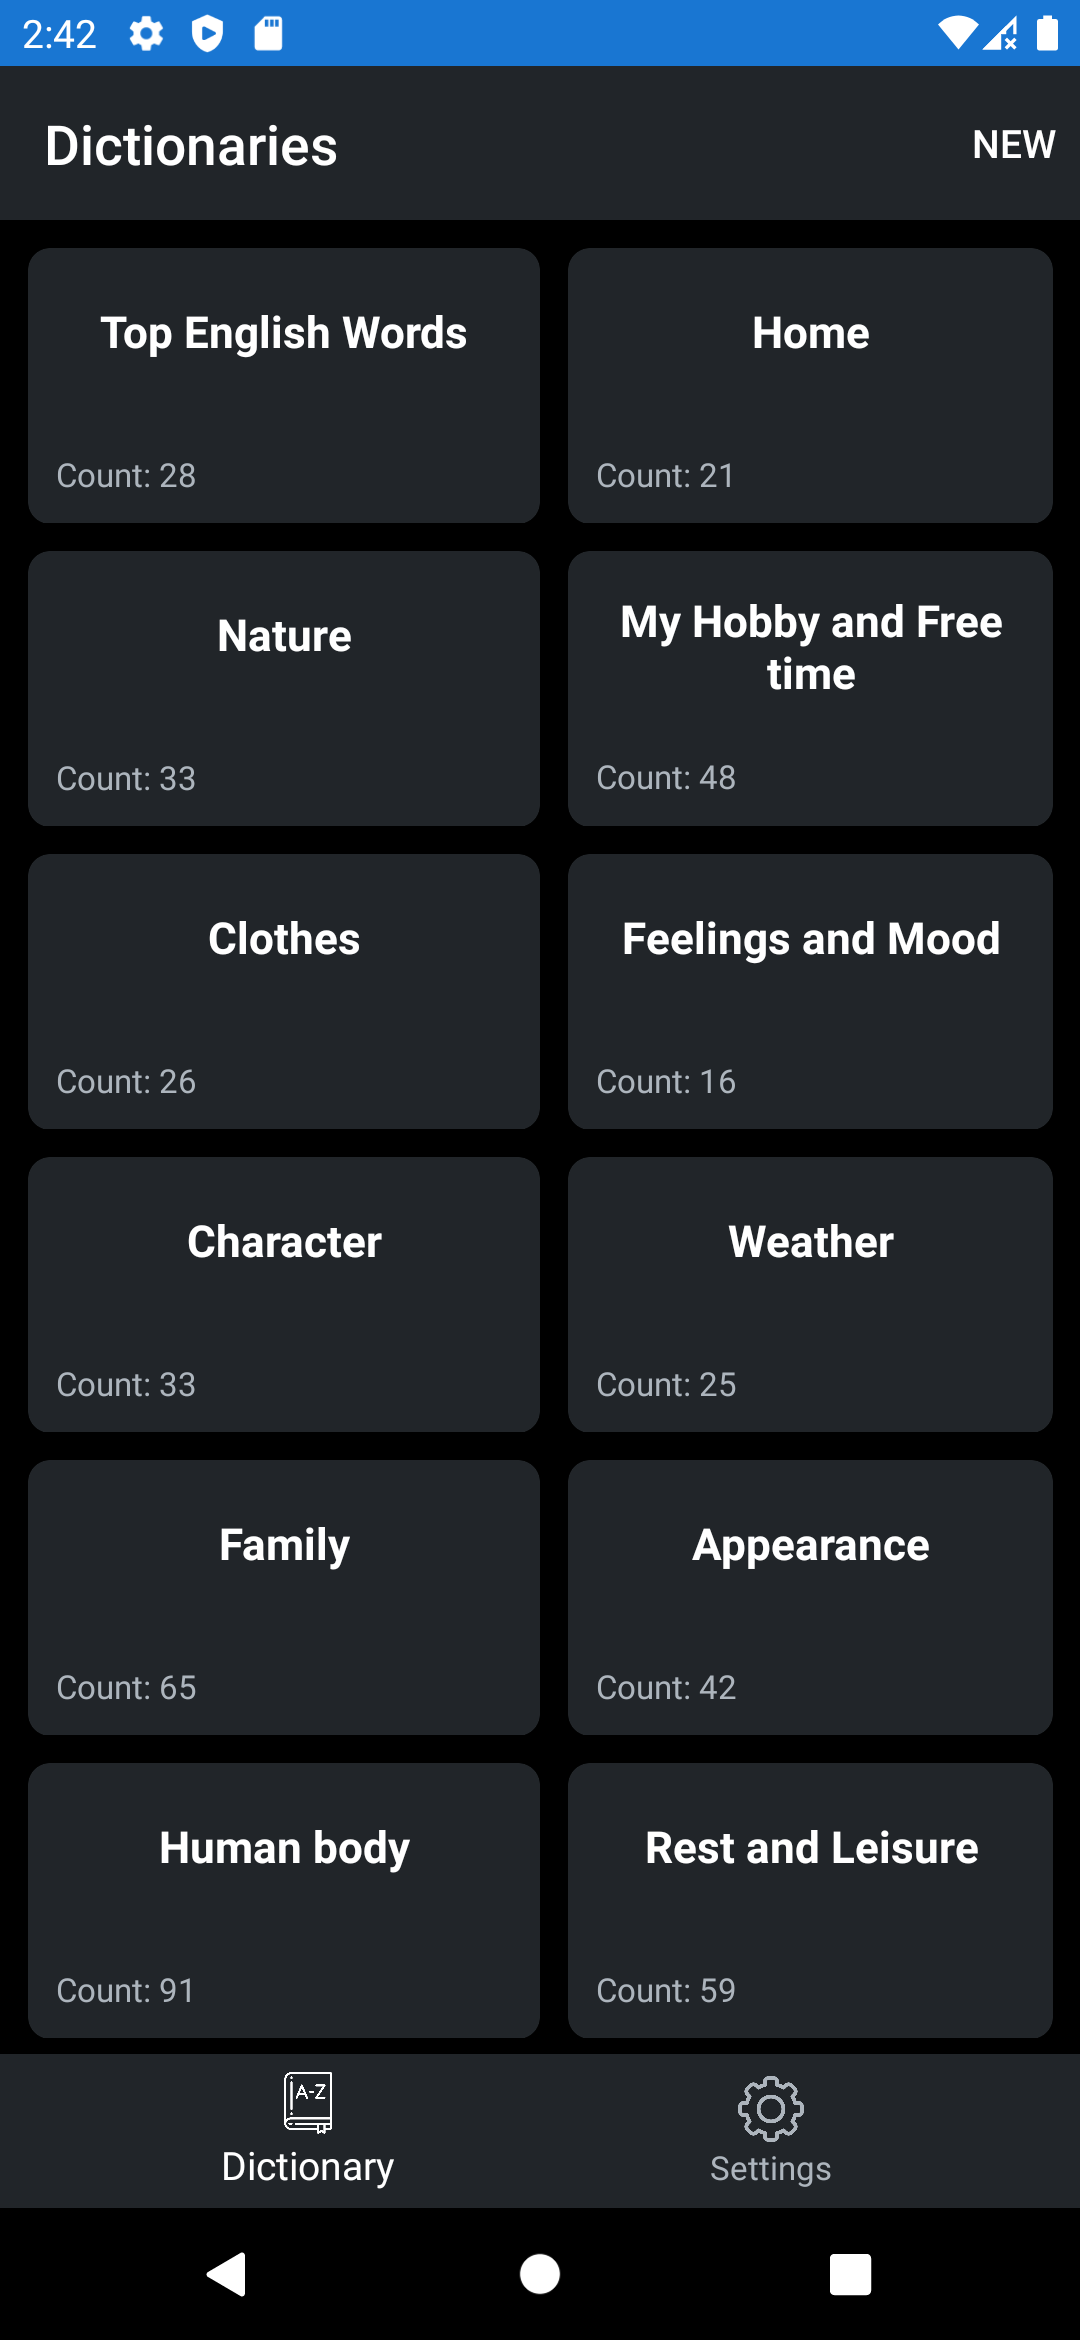 2:42
Dictionaries
NEW
Top English Words
Count: 28
Home
Count: 21
Nature
Count: 33
My Hobby and Free
time
Count: 48
Clothes
Count: 26
Feelings and Mood
Count: 16
Character
Count: 33
Weather
Count: 25
Family
Count: 65
Appearance
Count: 42
Human body
Count: 91
Rest and Leisure
Count: 59
A-Z
Dictionary
Settings